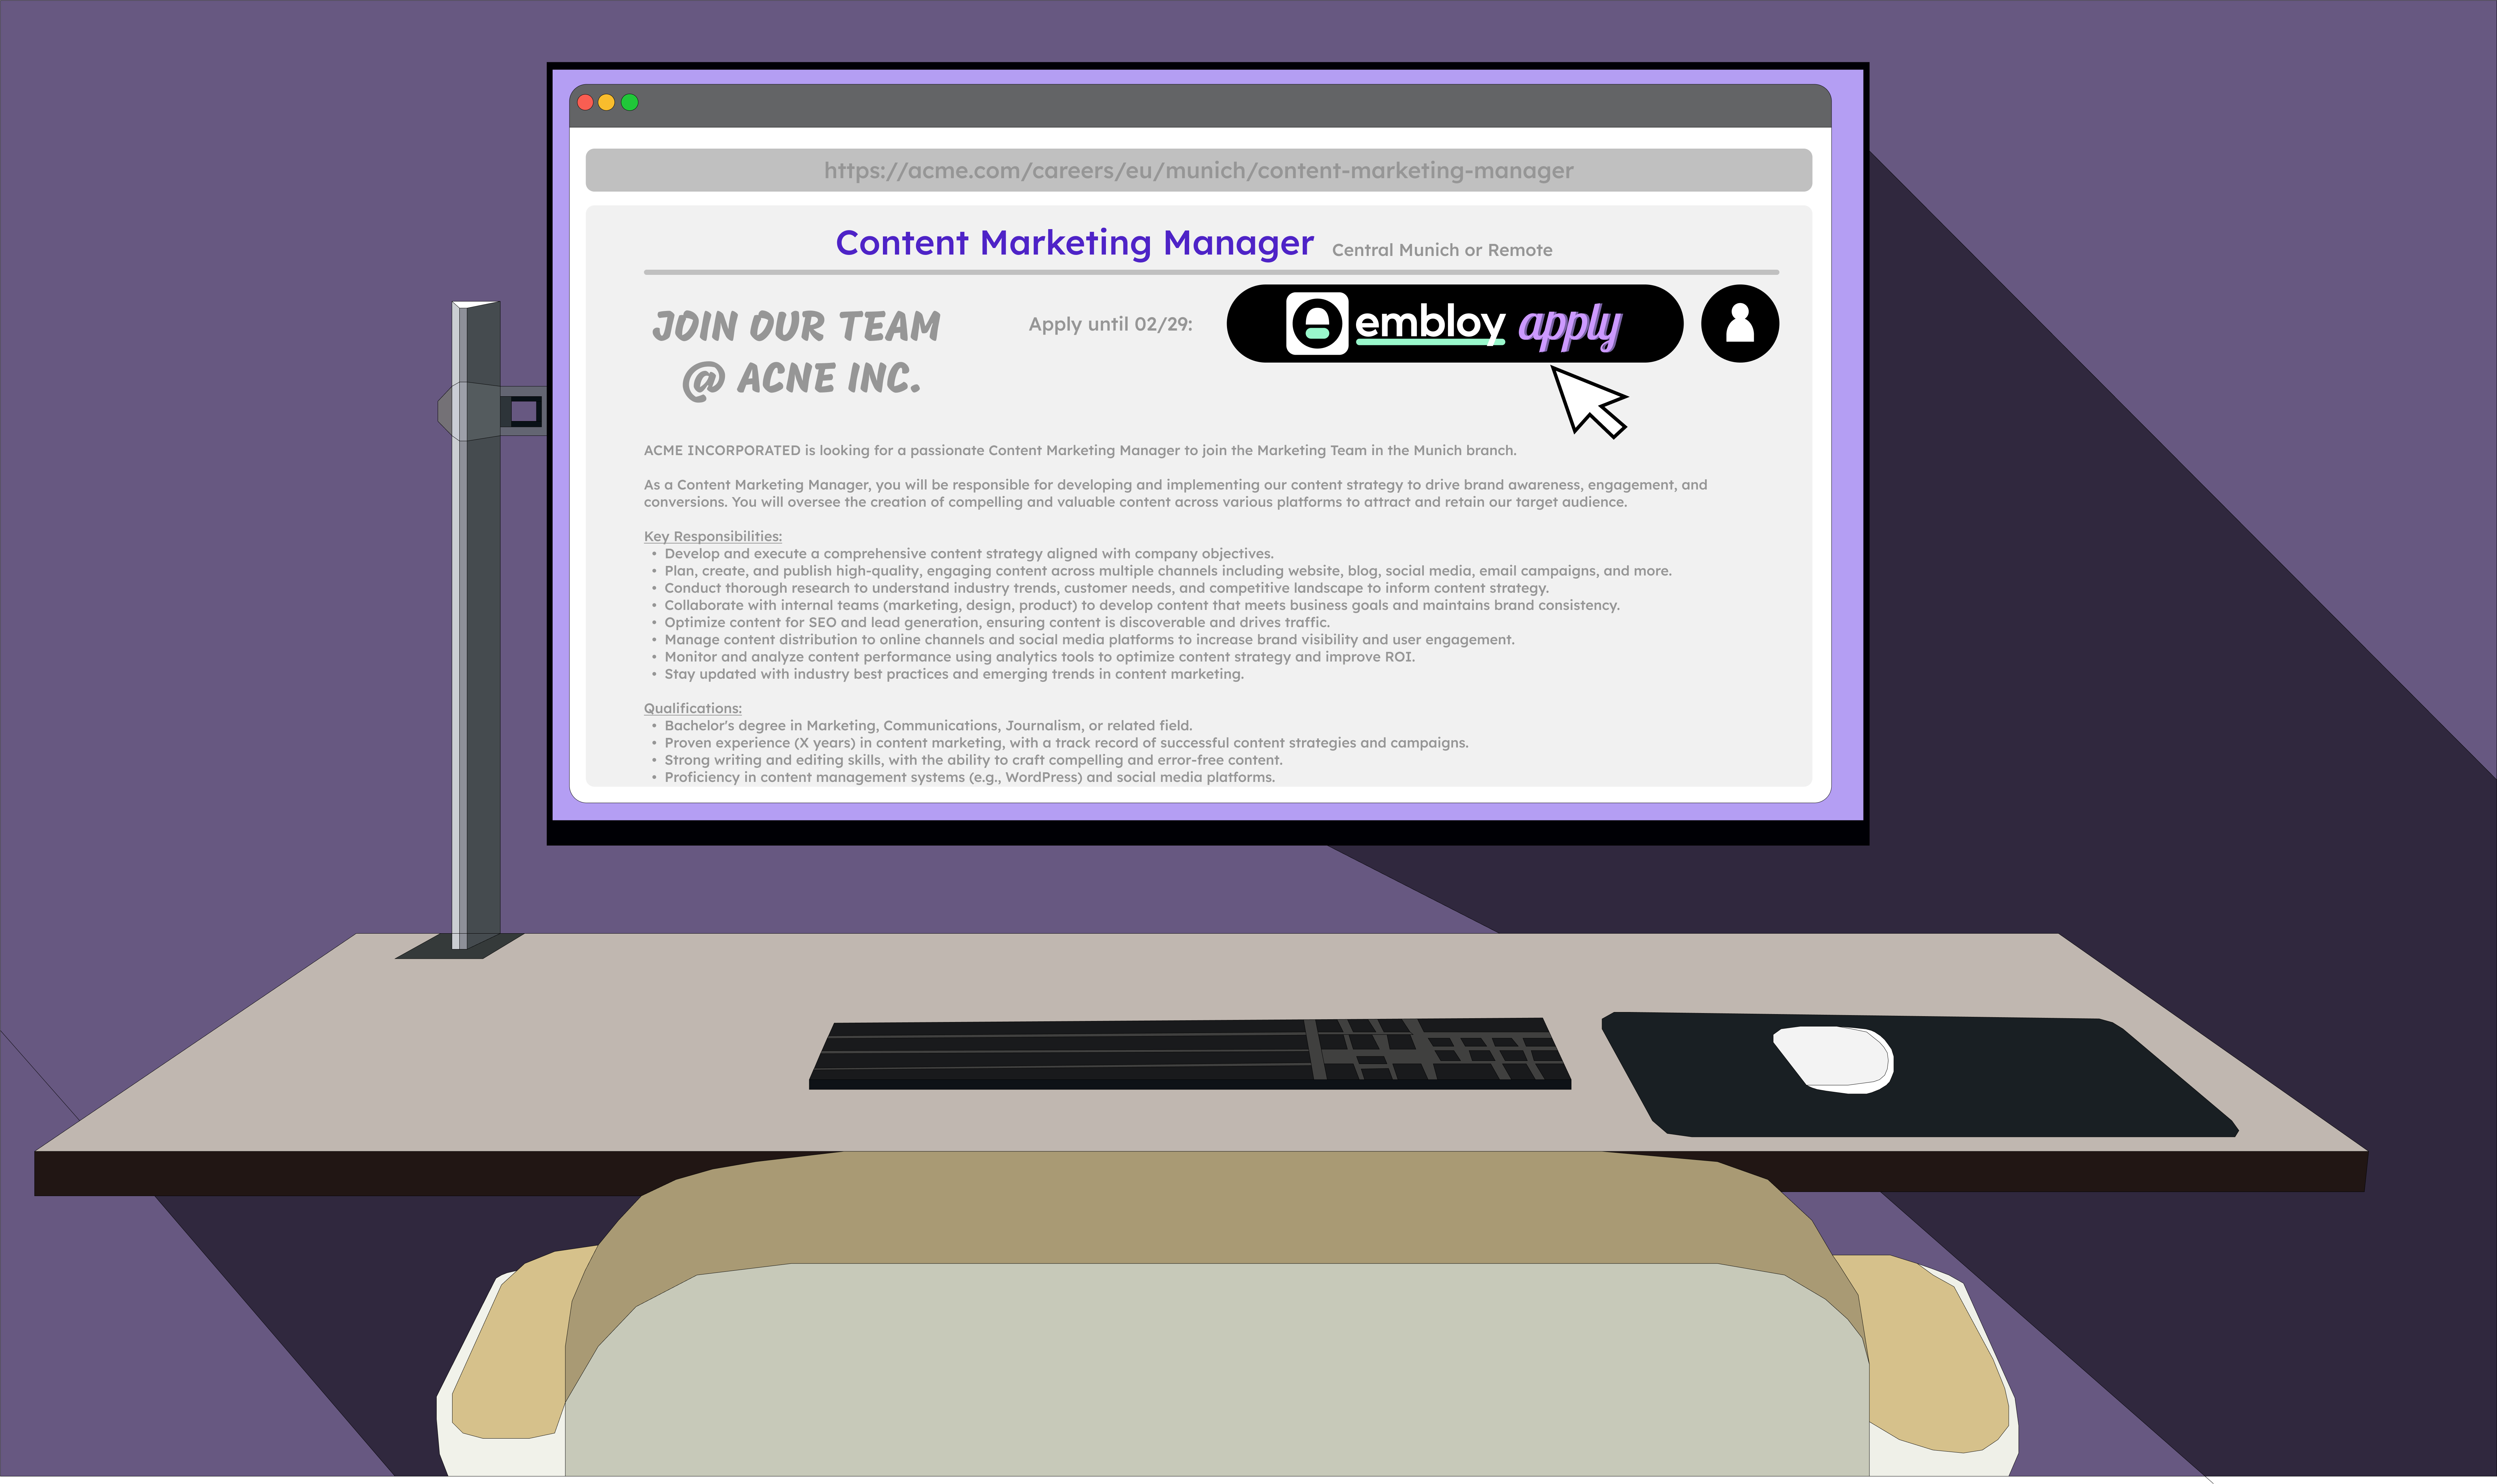 https://acme.com/careers/eu/munich/content-marketing-manager
Content Marketing Manager Central Munich or Remote
JOIN OUR TEAM
@ ACNE INC.
Apply until 02/29:
embloy apply
ACME INCORPORATED is looking for a passionate Content Marketing Manager to join the Marketing Team in the Munich branch.
As a Content Marketing Manager, you will be responsible for developing and implementing our content strategy to drive brand awareness, engagement, and
conversions. You will oversee the creation of compelling and valuable content across various platforms to attract and retain our target audience.
Key Responsibilities:
• Develop and execute a comprehensive content strategy aligned with company objectives.
• Plan, create, and publish high-quality, engaging content across multiple channels including website, blog, social media, email campaigns, and more.
• Conduct thorough research to understand industry trends, customer needs, and competitive landscape to inform content strategy.
• Collaborate with internal teams (marketing, design, product) to develop content that meets business goals and maintains brand consistency.
• Optimize content for SEO and lead generation, ensuring content is discoverable and drives traffic.
• Manage content distribution to online channels and social media platforms to increase brand visibility and user engagement.
• Monitor and analyze content performance using analytics tools to optimize content strategy and improve ROI.
• Stay updated with industry best practices and emerging trends in content marketing.
Qualifications:
• Bachelor's degree in Marketing, Communications, Journalism, or related field.
• Proven experience (X years) in content marketing, with a track record of successful content strategies and campaigns.
• Strong writing and editing skills, with the ability to craft compelling and error-free content.
• Proficiency in content management systems (e.g., WordPress) and social media platforms.